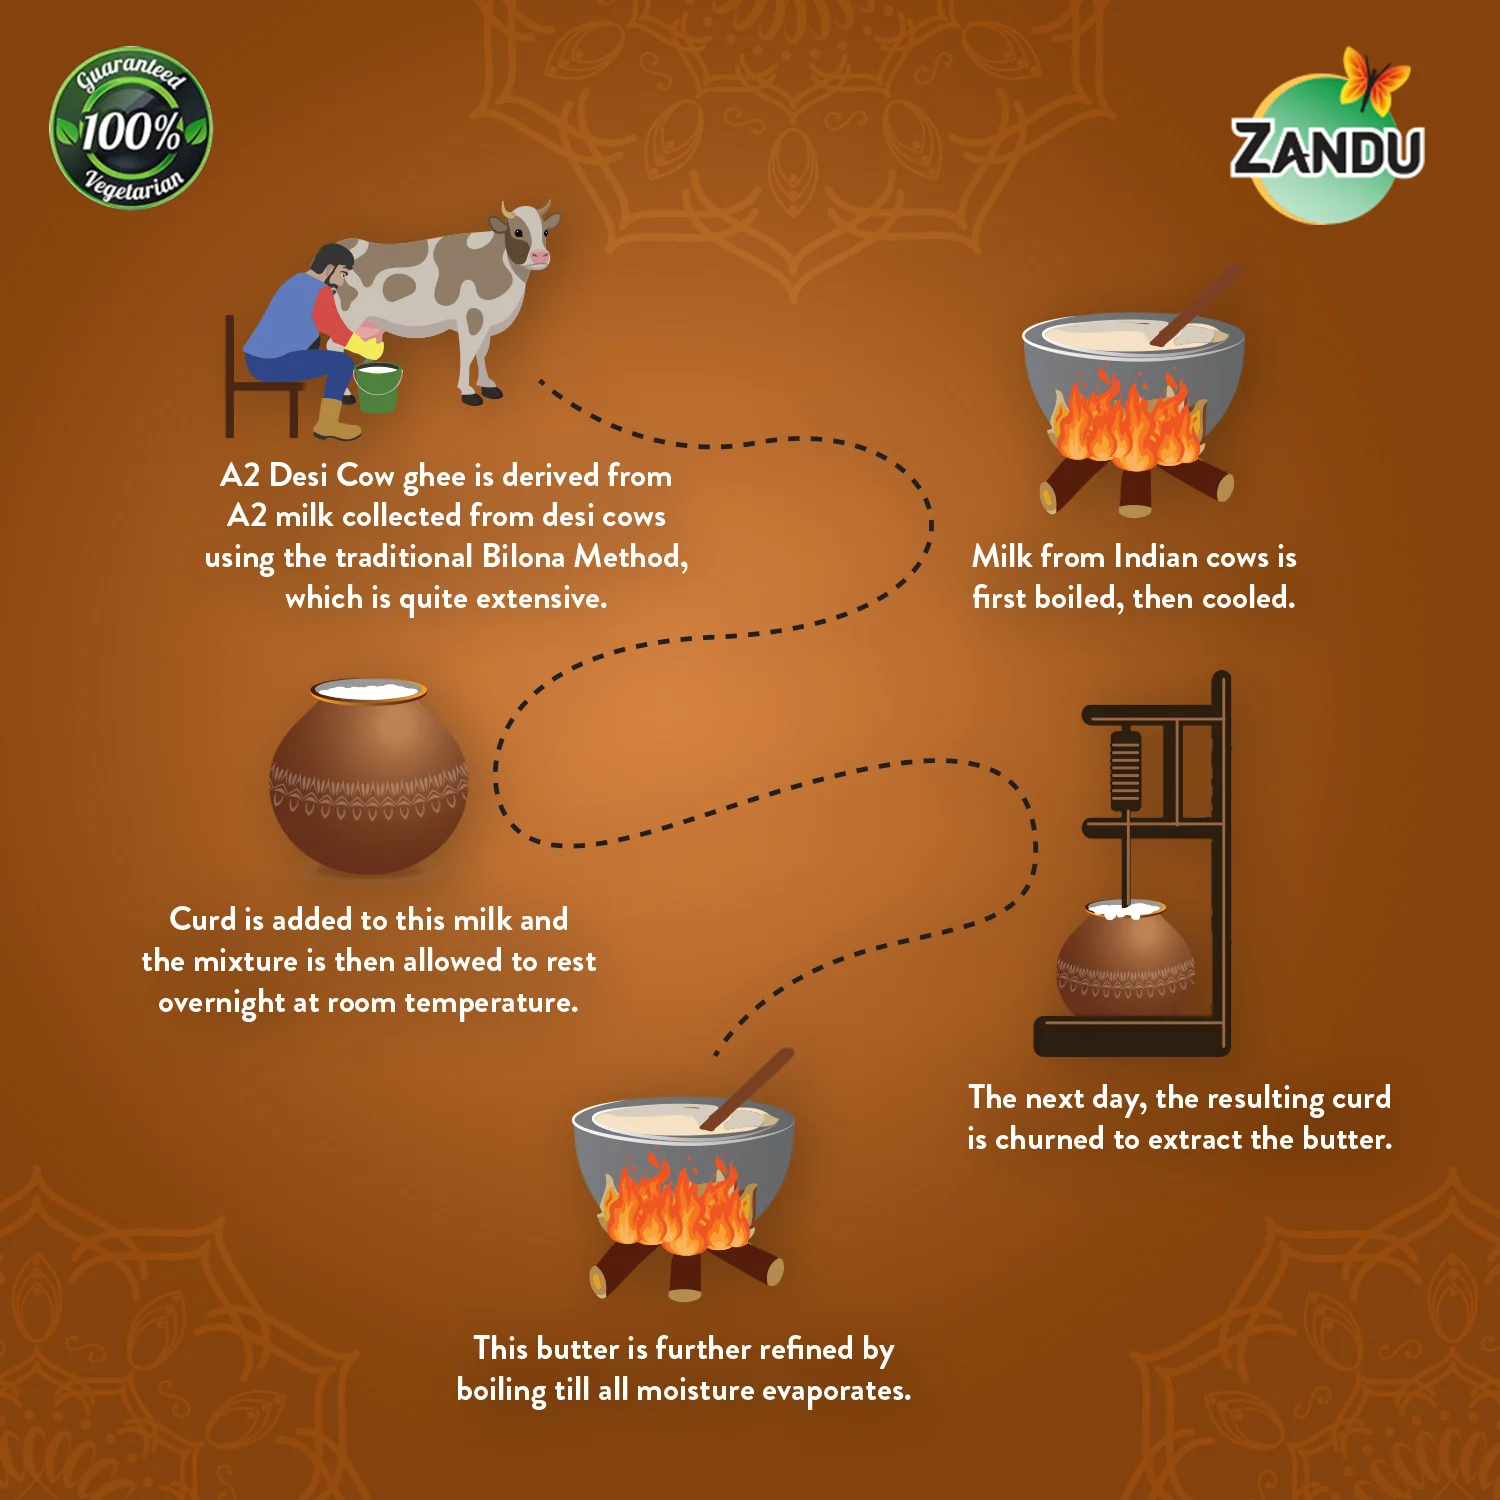 Guaranteed
100%
Vegetarian
ZANDU
A2 Desi Cow ghee is derived from
A2 milk collected from desi cows
using the traditional Bilona Method,
which is quite extensive.
Milk from Indian cows is
first boiled, then cooled.
Curd is added to this milk and
the mixture is then allowed to rest
overnight at room temperature.
The next day, the resulting curd
is churned to extract the butter.
This butter is further refined by
boiling till all moisture evaporates.